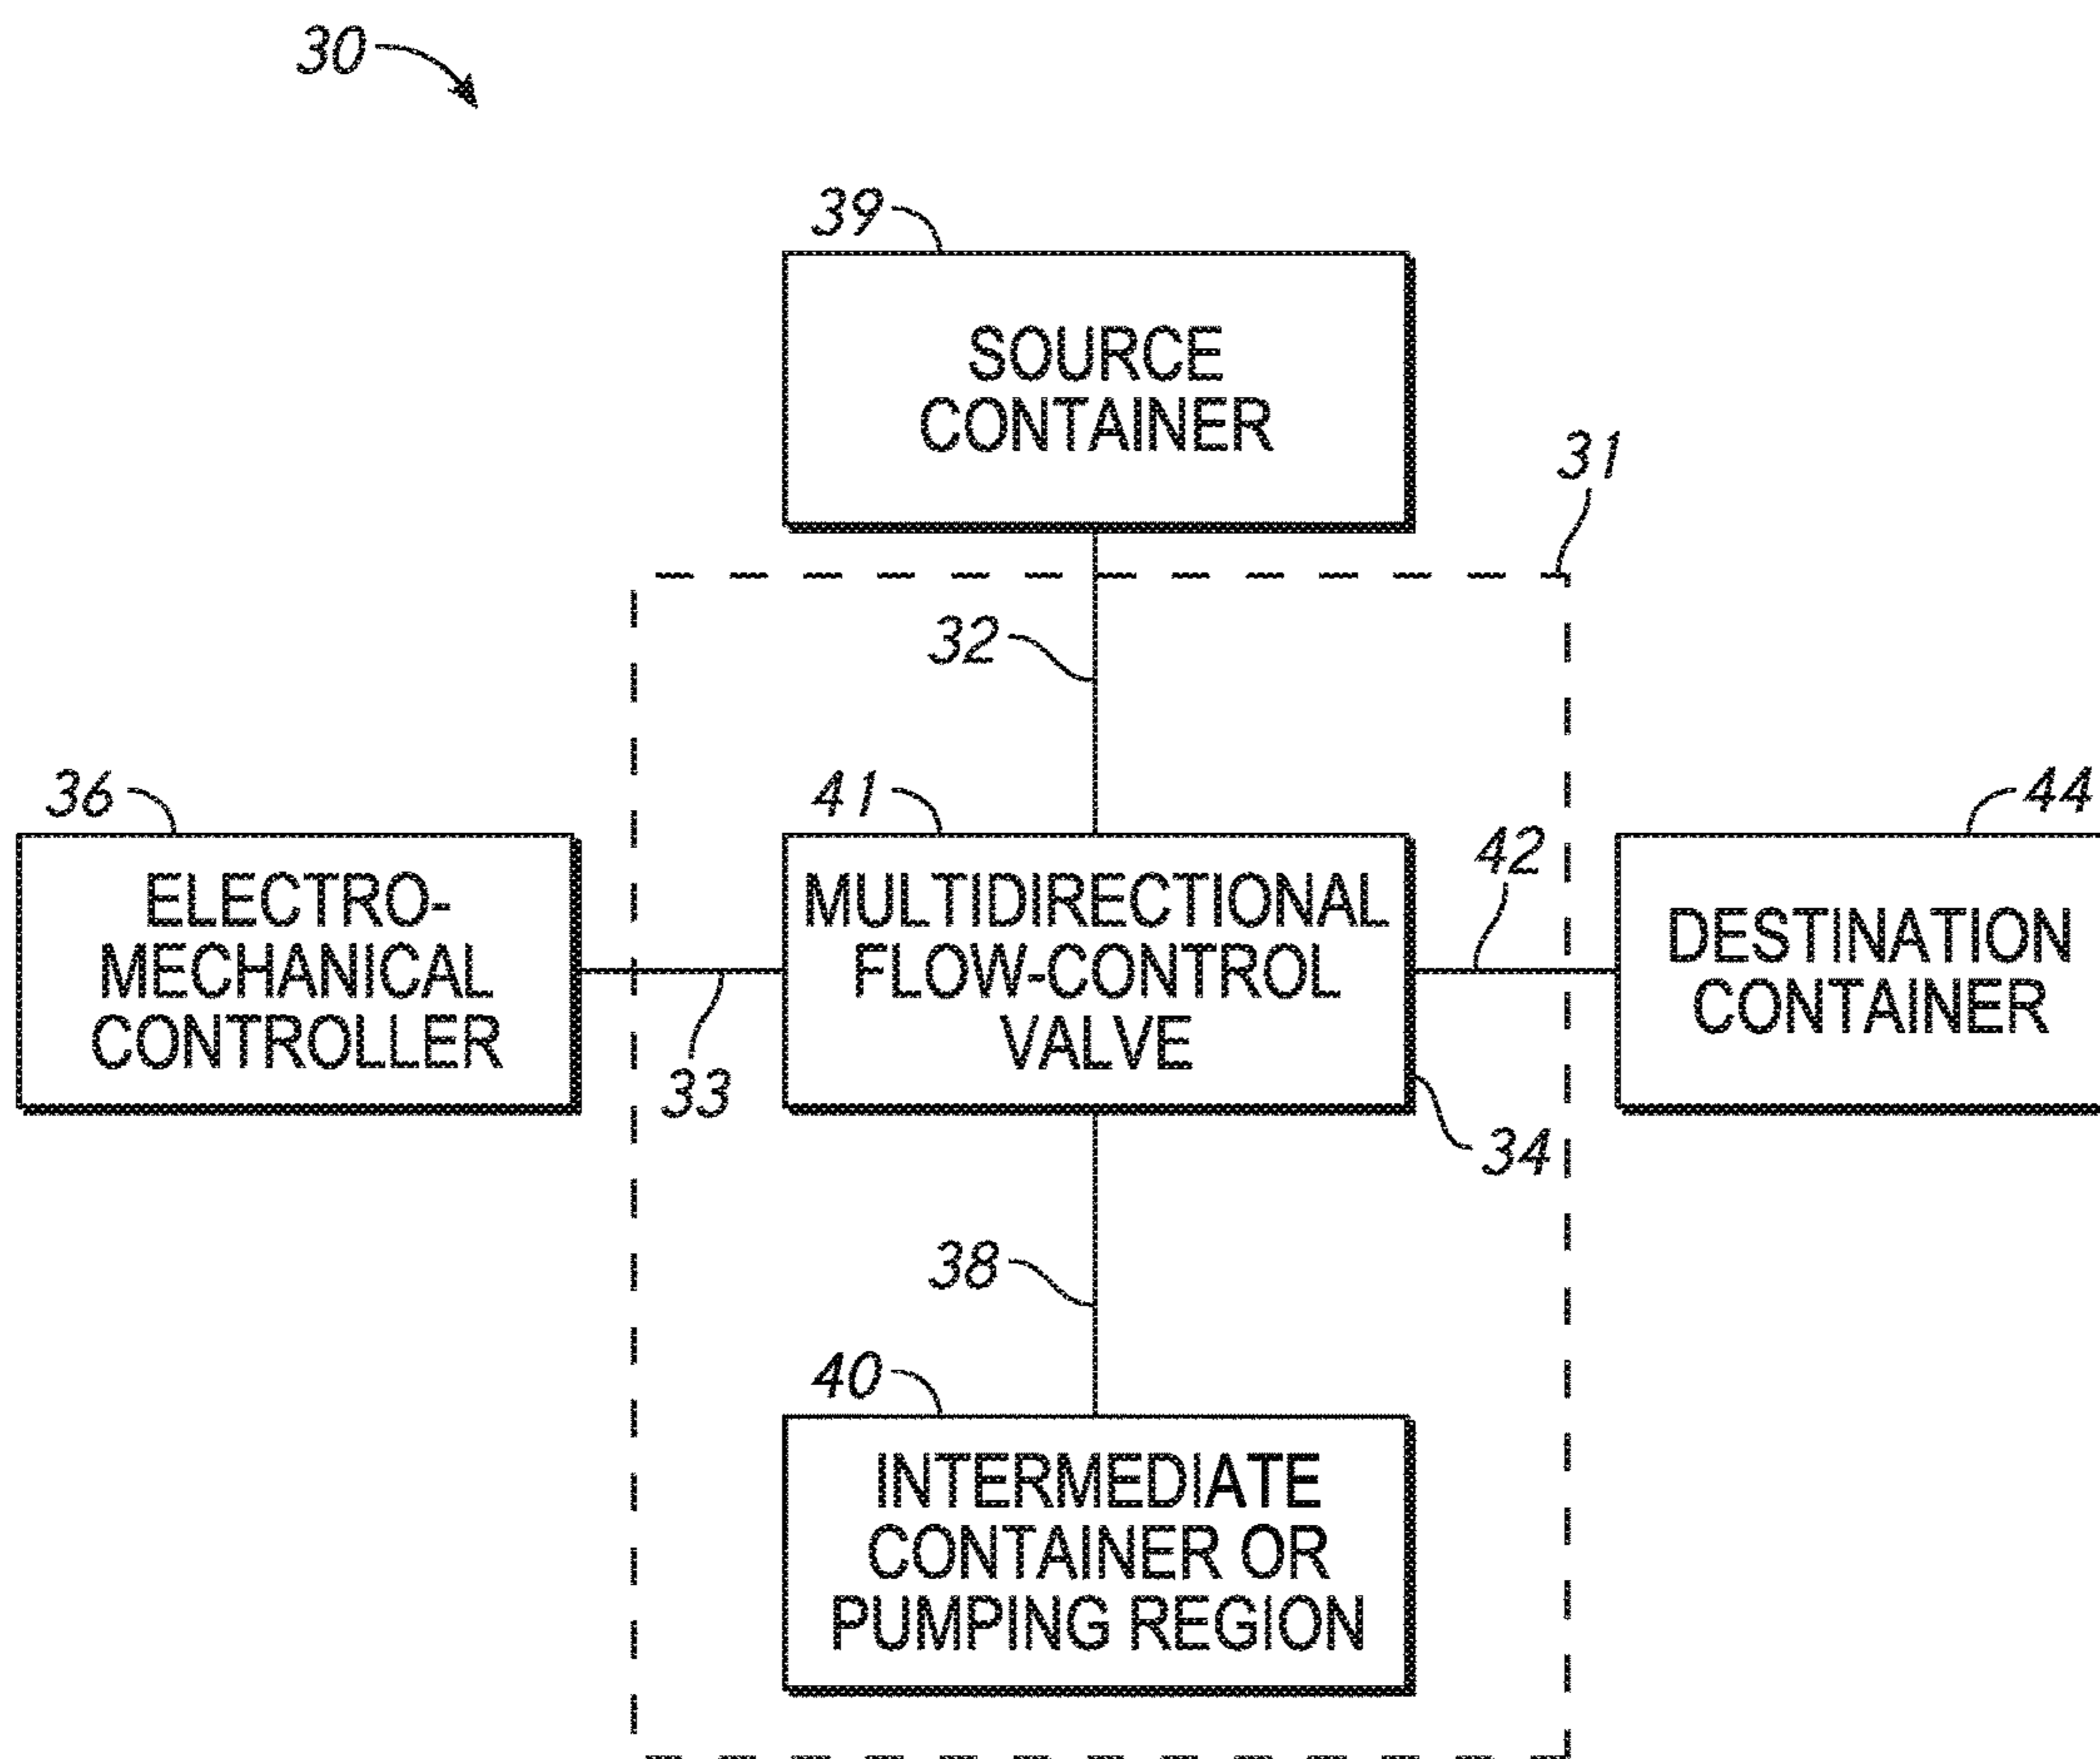 30
39
SOURCE
CONTAINER
31
32
36
41
44
ELECTRO-
MECHANICAL
CONTROLLER
MULTIDIRECTIONAL
FLOW-CONTROL
VALVE
42
DESTINATION
CONTAINER
33
34
38
40
INTERMEDIATE
CONTAINER OR
PUMPING REGION